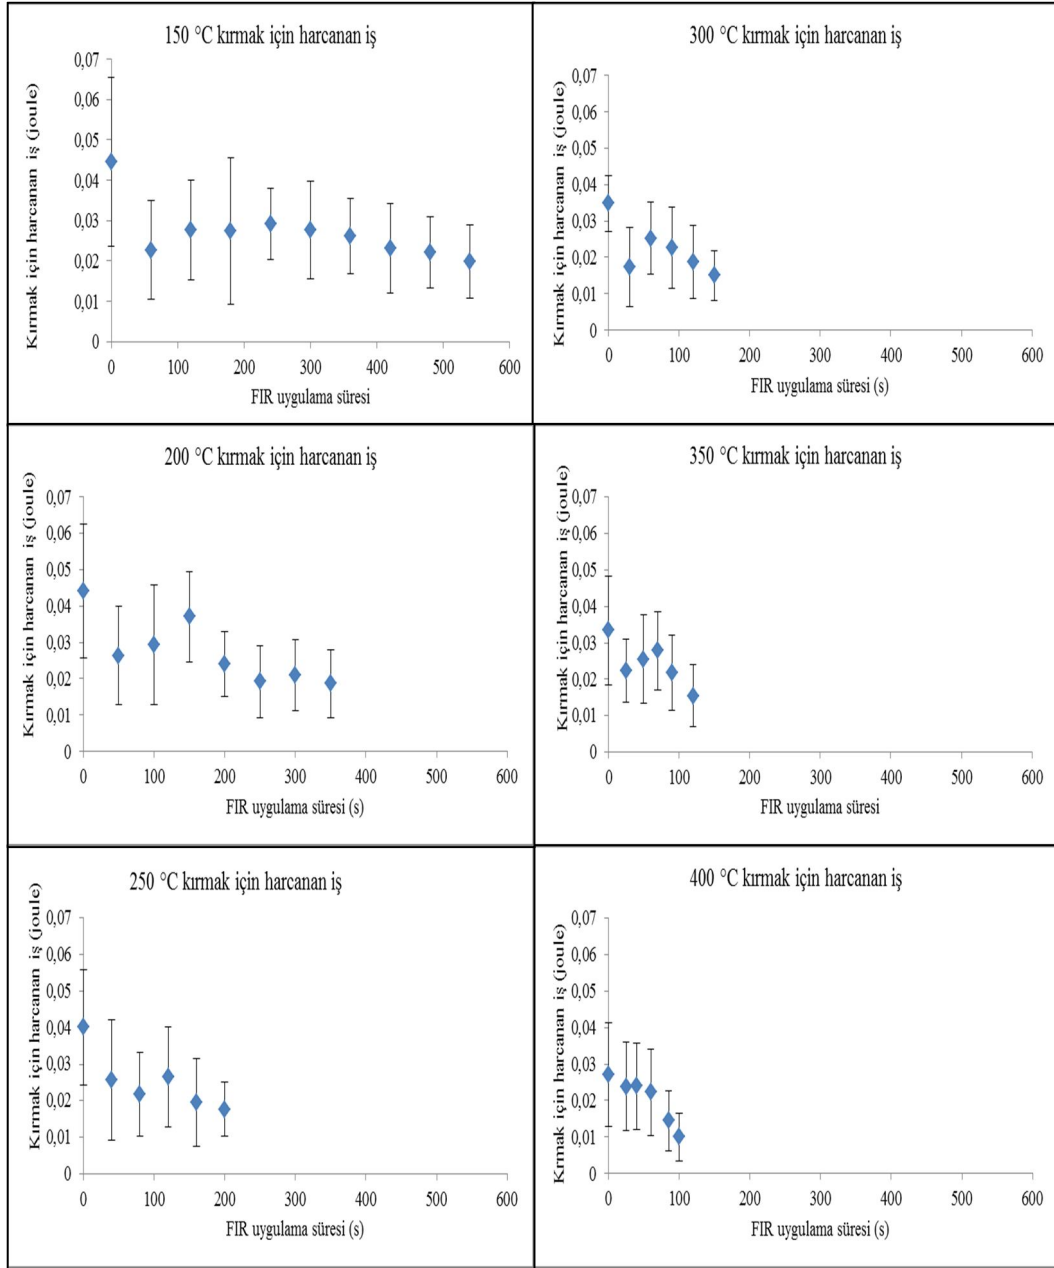 150 °C kırmak için harcanan iş
Kırmak için harcanan iş (joule)
0,07
0,06
0,05
0,04
0,03
0,02
0,01
0
0 100 200 300 400 500 600
FIR uygulama süresi
300 °C kırmak için harcanan iş
Kırmak için harcanan iş (joule)
0,07
0,06
0,05
0,04
0,03
0,02
0,01
0
0 100 200 300 400 500 600
FIR uygulama süresi (s)
200 °C kırmak için harcanan iş
Kırmak için harcanan iş (joule)
0,07
0,06
0,05
0,04
0,03
0,02
0,01
0
0 100 200 300 400 500 600
FIR uygulama süresi (s)
350 °C kırmak için harcanan iş
Kırmak için harcanan iş (joule)
0,07
0,06
0,05
0,04
0,03
0,02
0,01
0
0 100 200 300 400 500 600
FIR uygulama süresi
250 °C kırmak için harcanan iş
Kırmak için harcanan iş (joule)
0,07
0,06
0,05
0,04
0,03
0,02
0,01
0
0 100 200 300 400 500 600
FIR uygulama süresi (s)
400 °C kırmak için harcanan iş
Krmak için harcanan iş (joule)
0,07
0,06
0,05
0,04
0,03
0,02
0,01
0
0 100 200 300 400 500 600
FIR uygulama süresi (s)